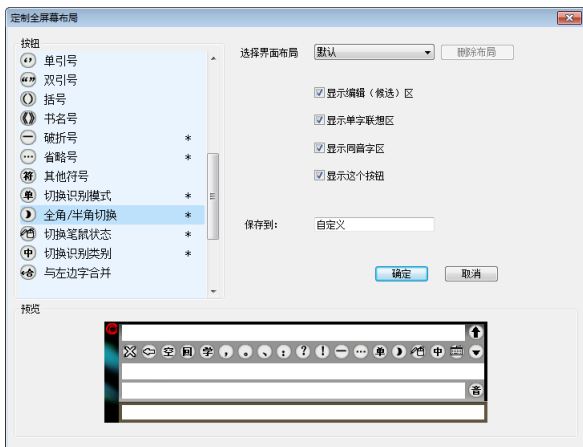 定制全屏幕布局
按钮
单引号
双引号
括号
书名号
破折号 *
省略号 *
符 其他符号
单 切换识别模式 *
全角/半角切换 *
切换笔鼠状态 *
中 切换识别类别 *
合 与左边字合并
选择界面布局 默认 删除布局
显示编辑（候选）区
显示单字联想区
显示同音字区
显示这个按钮
保存到: 自定义
确定 取消
预览
空 回 学 , 。 、 : ? ! — … 单 中
音